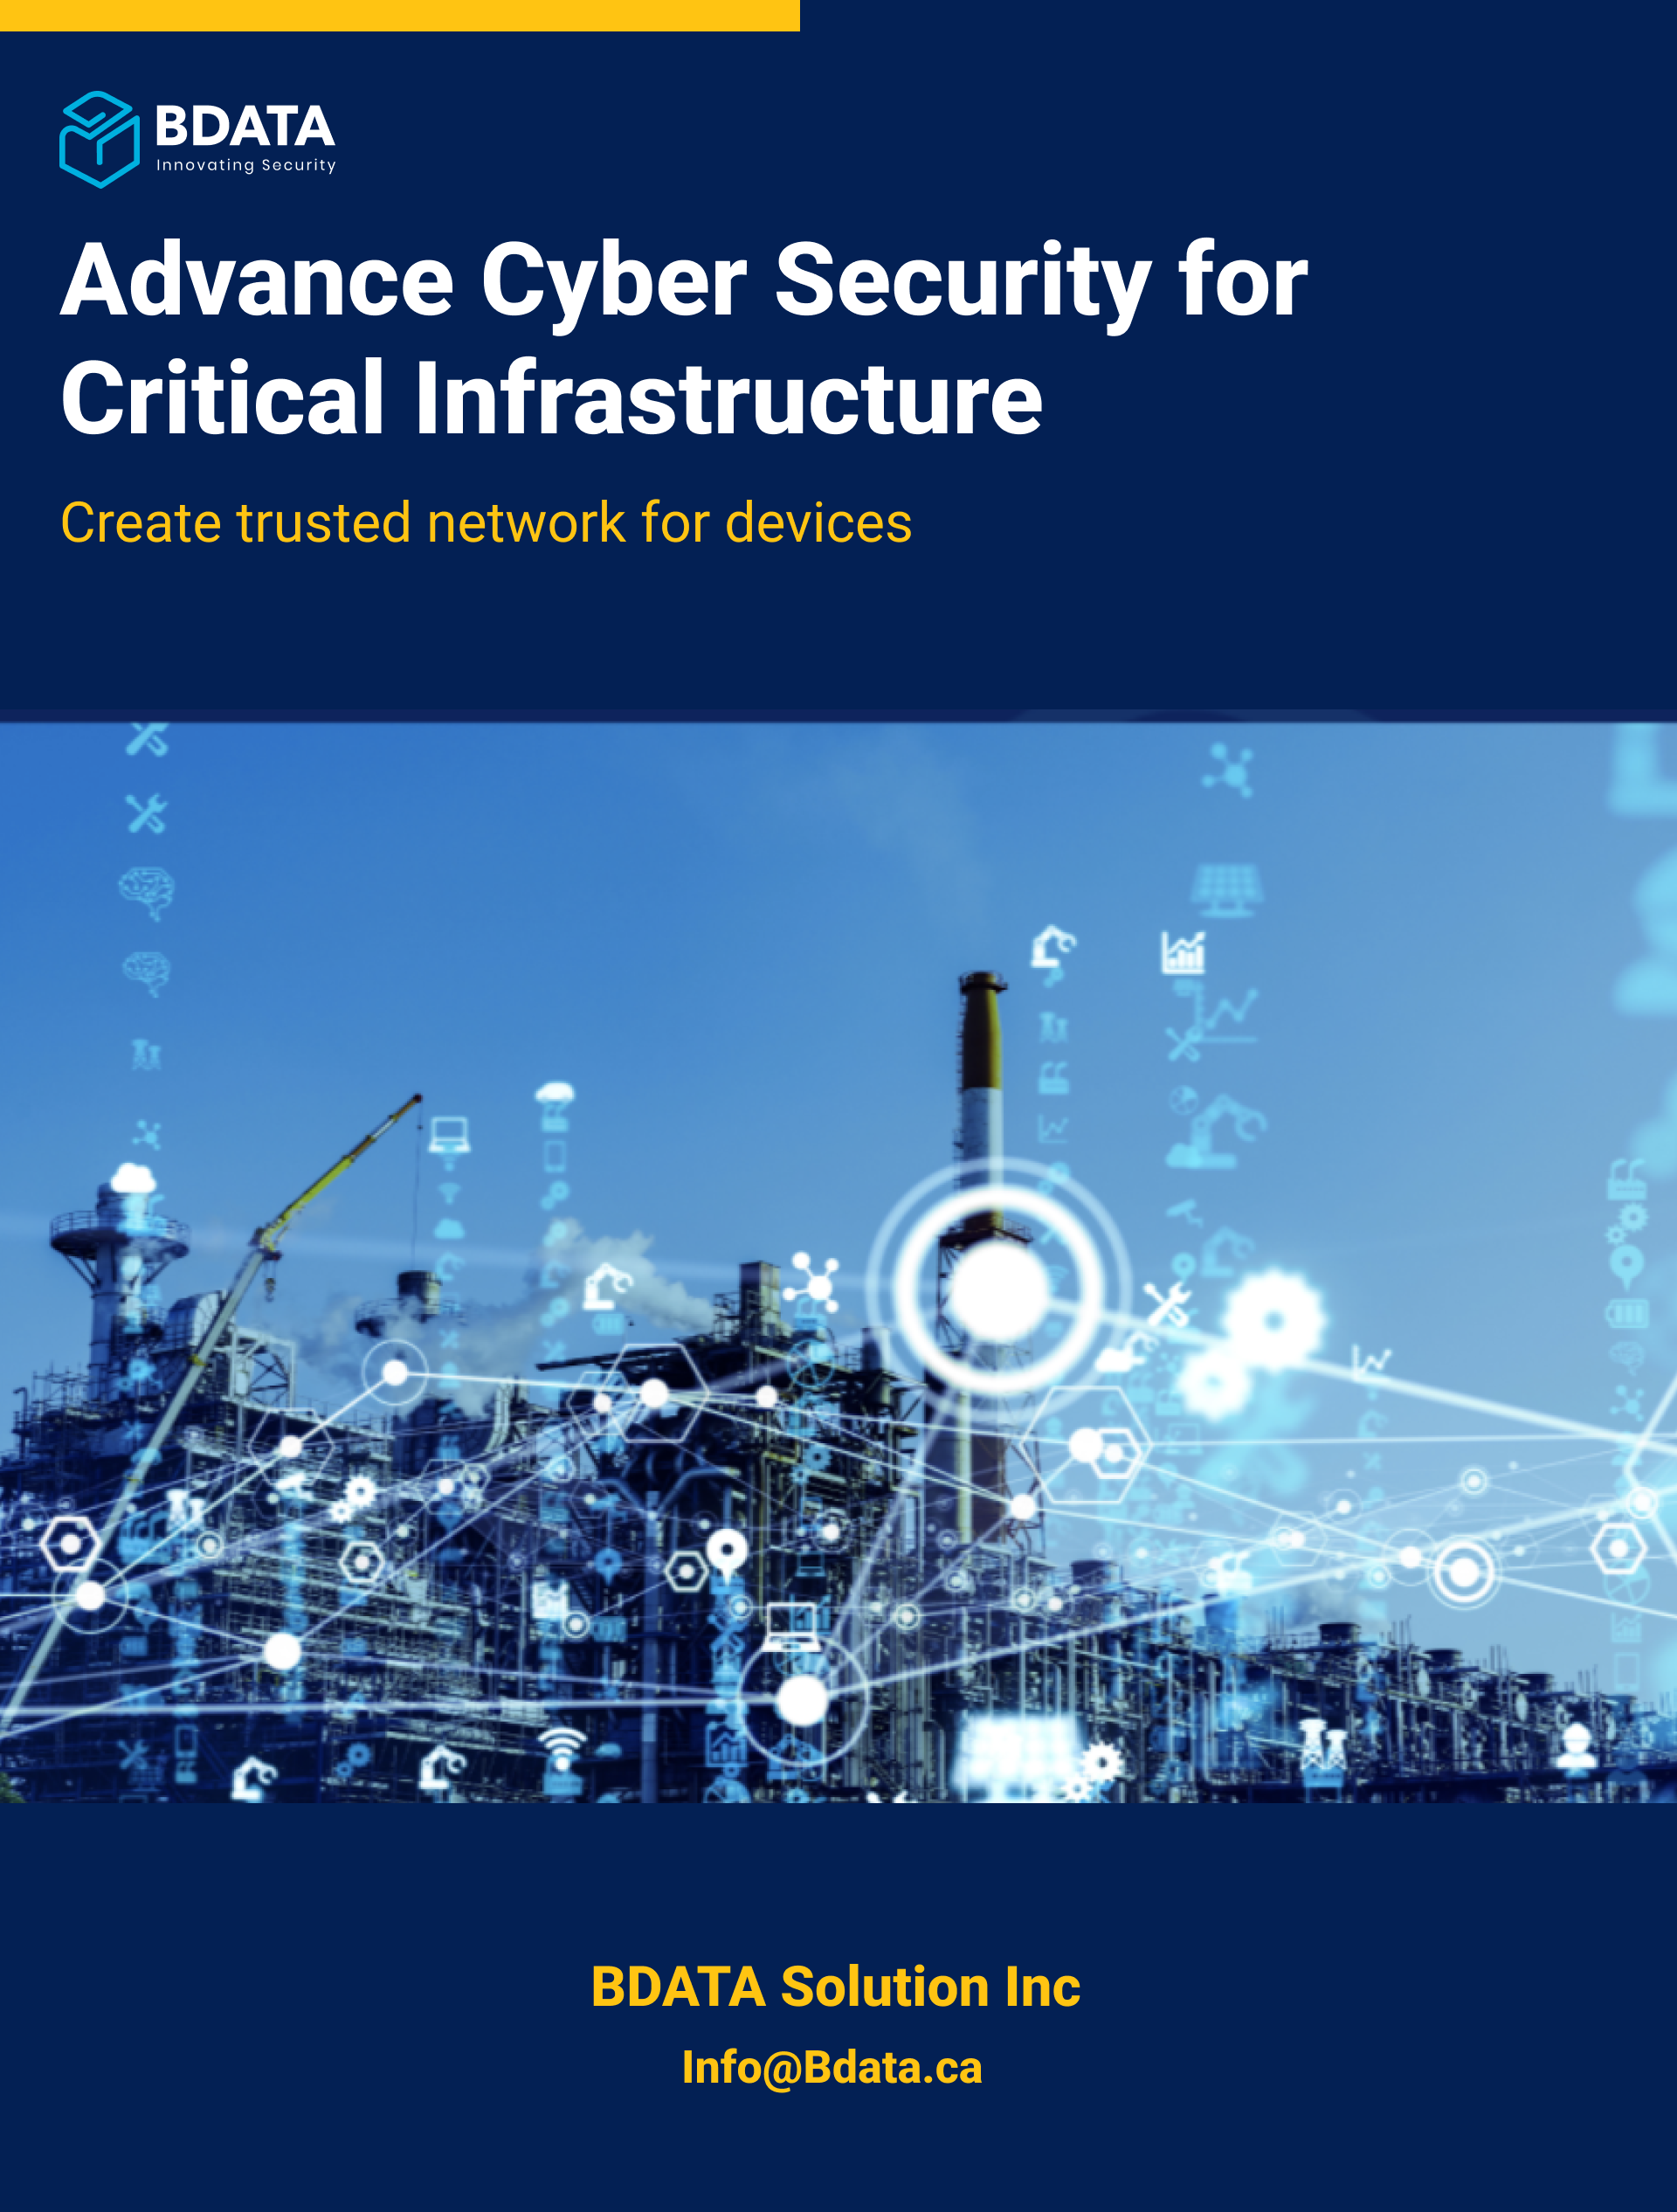 BDATA
Innovating Security
Advance Cyber Security for
Critical Infrastructure
Create trusted network for devices
BDATA Solution Inc
Info@Bdata.ca